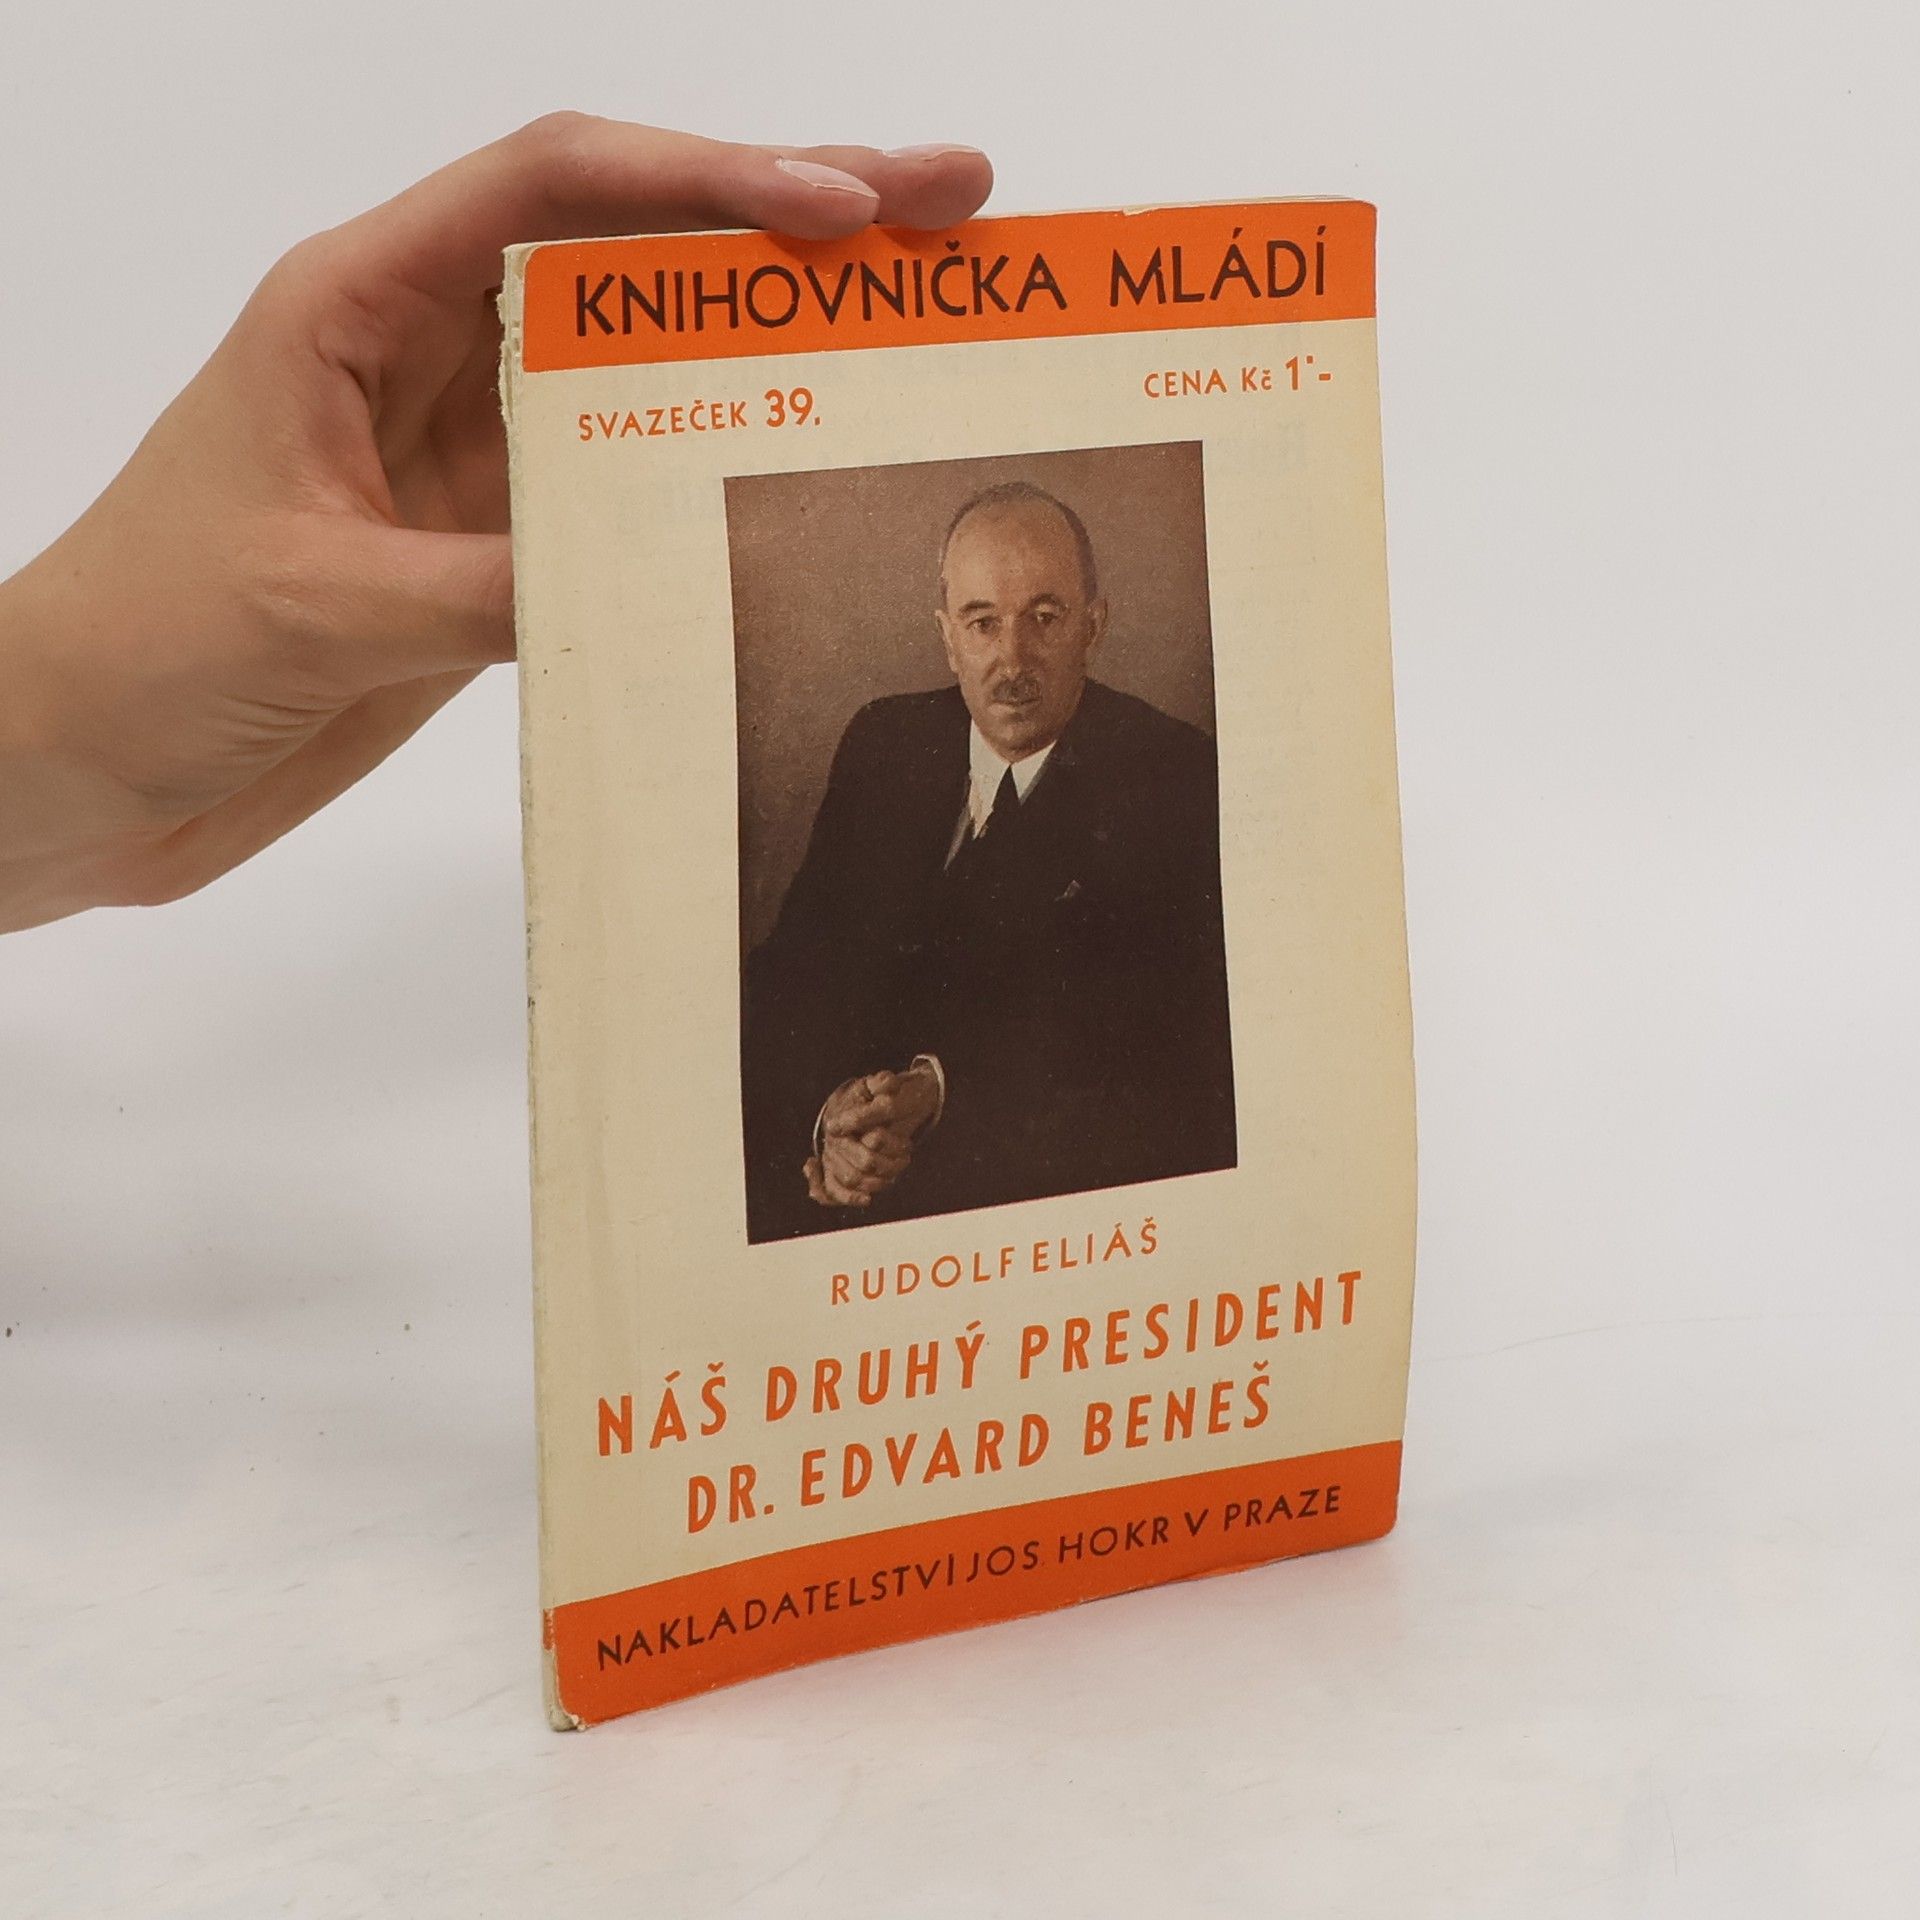 KNIHOVNIČKA MLÁDÍ
SVAZEČEK 39.
CENA Kč 1·-
RUDOLF ELIÁŠ
NÁŠ DRUHÝ PRESIDENT
DR. EDVARD BENEŠ
NAKLADATELSTVÍ JOS. HOKR V PRAZE